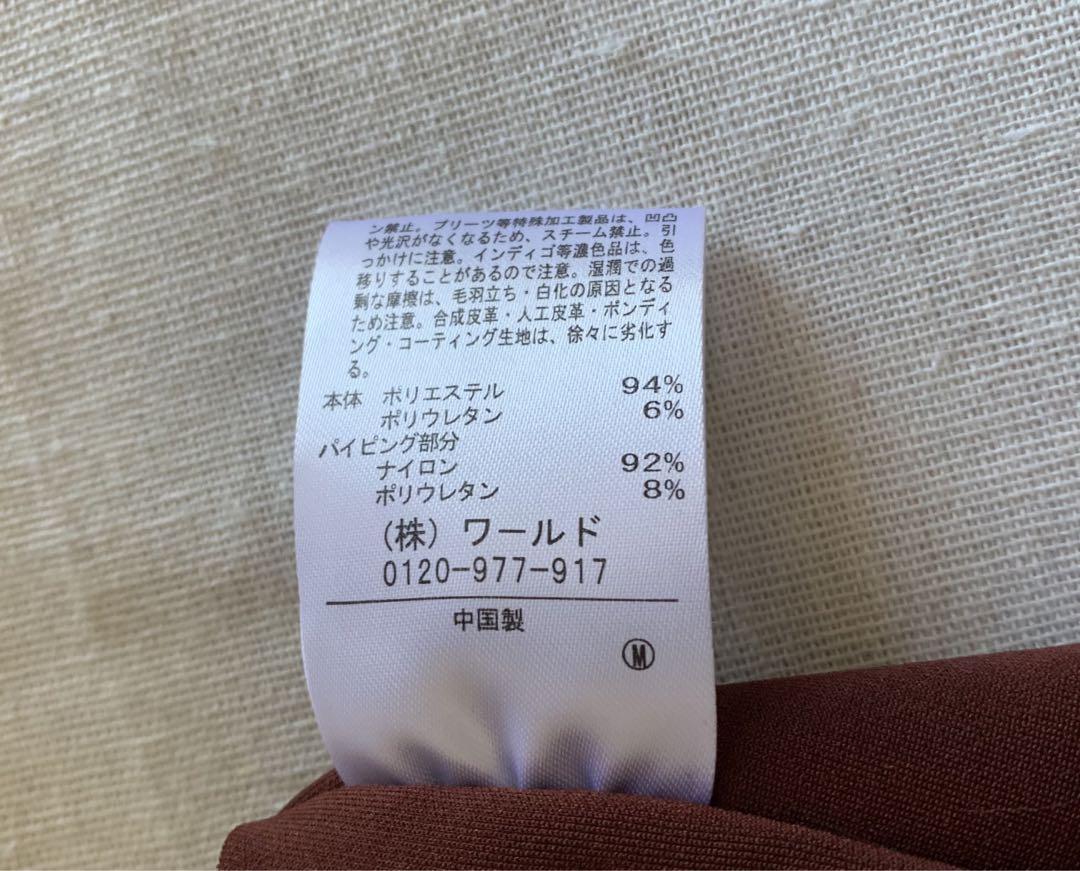 ン禁止。プリーツ等特殊加工製品は、凹凸
や光沢がなくなるため、スチーム禁止。引
っかけに注意。インディゴ等濃色品は、色
移りすることがあるので注意。湿潤での過
剰な摩擦は、毛羽立ち・白化の原因となる
ため注意。合成皮革・人工皮革・ボンディ
ング・コーティング生地は、徐々に劣化す
る。
本体 ポリエステル 94%
ポリウレタン 6%
パイピング部分
ナイロン 92%
ポリウレタン 8%
(株) ワールド
0120-977-917
中国製
M